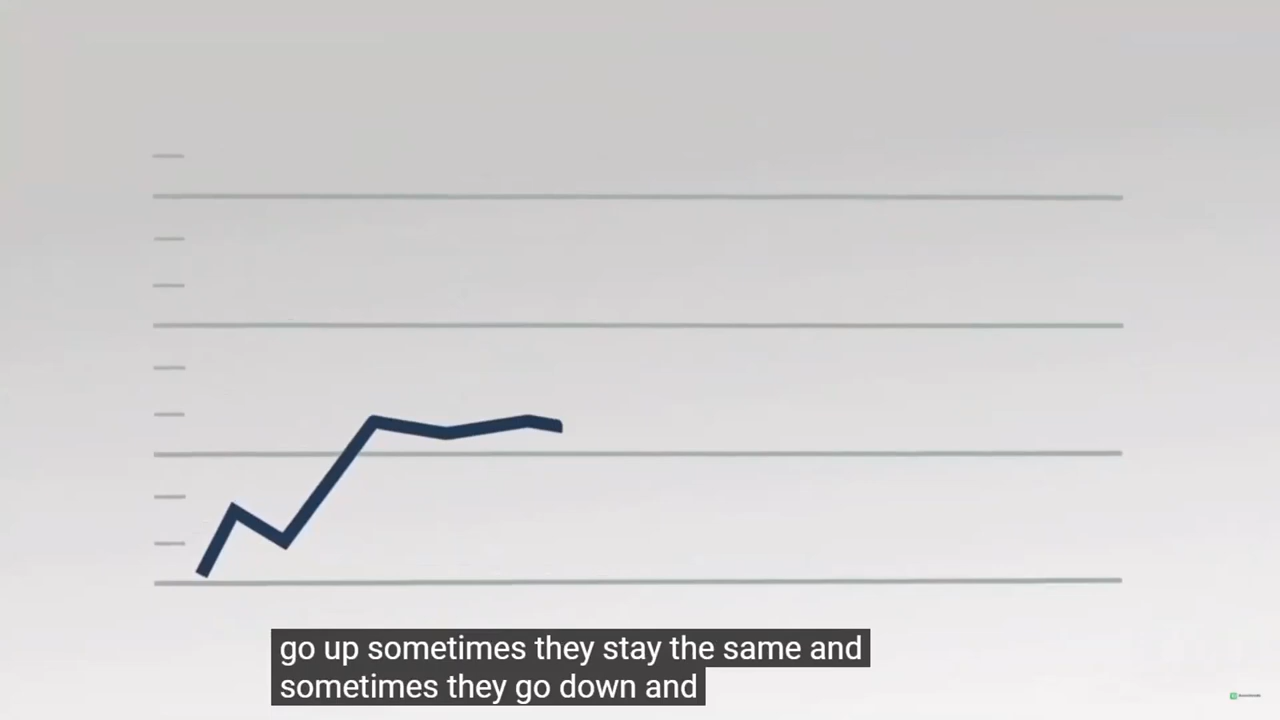 go up sometimes they stay the same and
sometimes they go down and